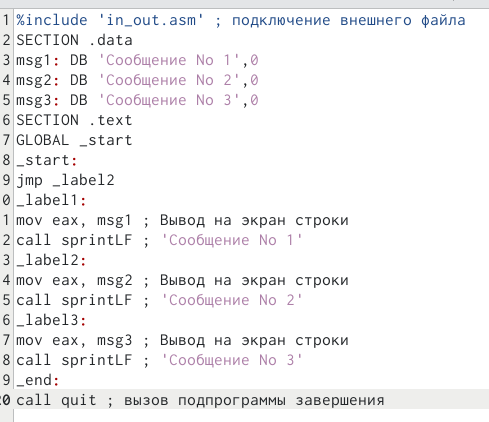 1 %include 'in_out.asm' ; подключение внешнего файла
2 SECTION .data
3 msg1: DB 'Сообщение No 1',0
4 msg2: DB 'Сообщение No 2',0
5 msg3: DB 'Сообщение No 3',0
6 SECTION .text
7 GLOBAL _start
8 _start:
9 jmp _label2
0 _label1:
1 mov eax, msg1 ; Вывод на экран строки
2 call sprintLF ; 'Сообщение No 1'
3 _label2:
4 mov eax, msg2 ; Вывод на экран строки
5 call sprintLF ; 'Сообщение No 2'
6 _label3:
7 mov eax, msg3 ; Вывод на экран строки
8 call sprintLF ; 'Сообщение No 3'
9 _end:
20 call quit ; вызов подпрограммы завершения